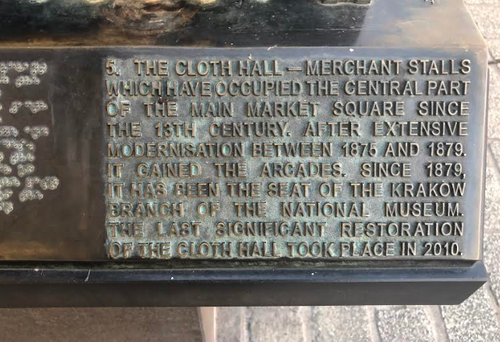 5. THE CLOTH HALL – MERCHANT STALLS
WHICH HAVE OCCUPIED THE CENTRAL PART
OF THE MAIN MARKET SQUARE SINCE
THE 13TH CENTURY. AFTER EXTENSIVE
MODERNISATION BETWEEN 1875 AND 1879.
IT GAINED THE ARCADES. SINCE 1879,
IT HAS BEEN THE SEAT OF THE KRAKOW
BRANCH OF THE NATIONAL MUSEUM.
THE LAST SIGNIFICANT RESTORATION
OF THE CLOTH HALL TOOK PLACE IN 2010.